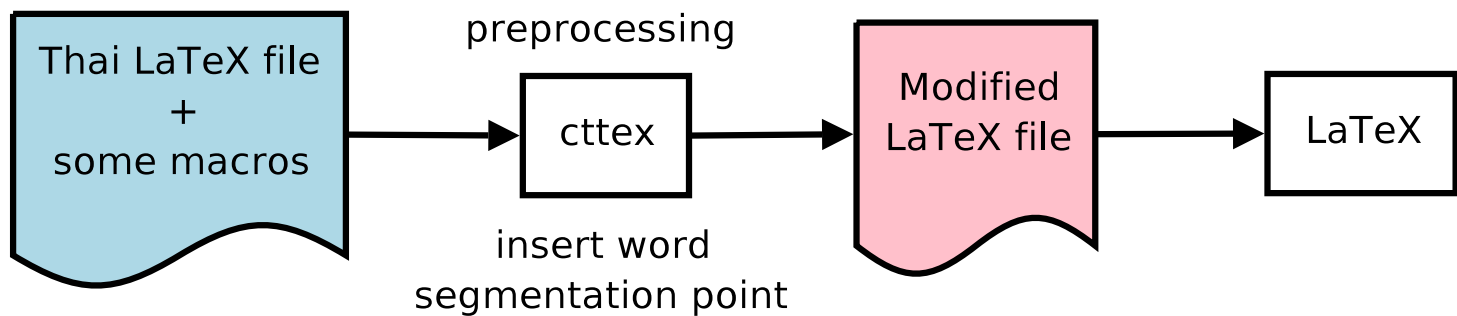 Thai LaTeX file
+
some macros
preprocessing
cttex
insert word
segmentation point
Modified
LaTeX file
LaTeX